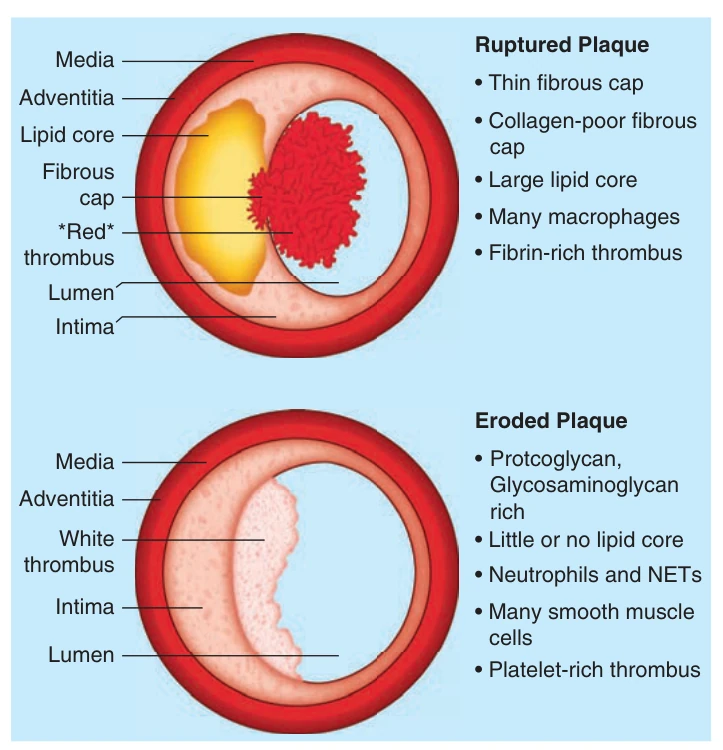 Media
Adventitia
Lipid core
Fibrous
cap
*Red*
thrombus
Lumen
Intima
Ruptured Plaque
• Thin fibrous cap
• Collagen-poor fibrous
cap
• Large lipid core
• Many macrophages
• Fibrin-rich thrombus
Media
Adventitia
White
thrombus
Intima
Lumen
Eroded Plaque
• Protcoglycan,
Glycosaminoglycan
rich
• Little or no lipid core
• Neutrophils and NETs
• Many smooth muscle
cells
• Platelet-rich thrombus